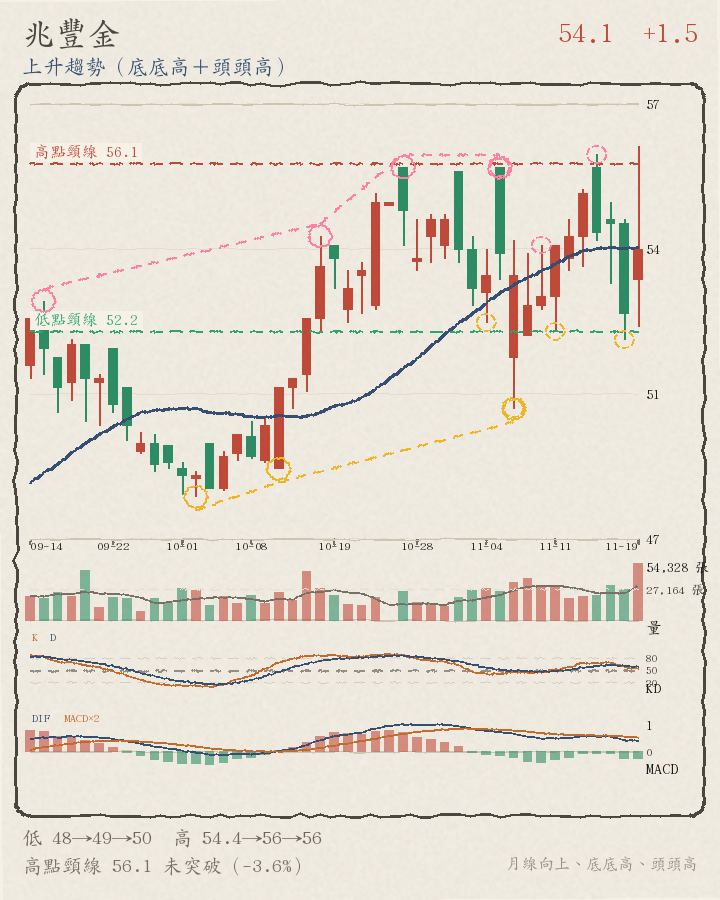 兆豐金
54.1 +1.5
上升趨勢（底底高＋頭頭高）
57
高點頸線 56.1
54
低點頸線 52.2
51
47
09-14 09-22 10-01 10-08 10-19 10-28 11-04 11-11 11-19
54,328 張
27,164 張
量
K D
80
50
20
KD
DIF MACD×2
1
0
MACD
低 48→49→50 高 54.4→56→56
高點頸線 56.1 未突破（-3.6%）
月線向上、底底高、頭頭高